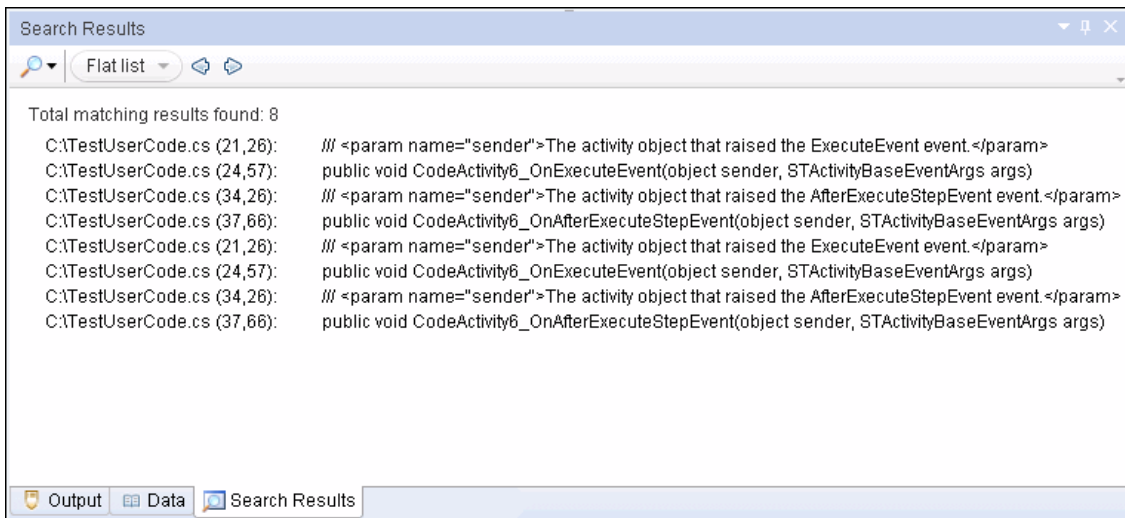 Search Results
Flat list
Total matching results found: 8
C:\TestUserCode.cs (21,26): /// <param name="sender">The activity object that raised the ExecuteEvent event.</param>
C:\TestUserCode.cs (24,57): public void CodeActivity6_OnExecuteEvent(object sender, STActivityBaseEventArgs args)
C:\TestUserCode.cs (34,26): /// <param name="sender">The activity object that raised the AfterExecuteStepEvent event.</param>
C:\TestUserCode.cs (37,66): public void CodeActivity6_OnAfterExecuteStepEvent(object sender, STActivityBaseEventArgs args)
C:\TestUserCode.cs (21,26): /// <param name="sender">The activity object that raised the ExecuteEvent event.</param>
C:\TestUserCode.cs (24,57): public void CodeActivity6_OnExecuteEvent(object sender, STActivityBaseEventArgs args)
C:\TestUserCode.cs (34,26): /// <param name="sender">The activity object that raised the AfterExecuteStepEvent event.</param>
C:\TestUserCode.cs (37,66): public void CodeActivity6_OnAfterExecuteStepEvent(object sender, STActivityBaseEventArgs args)
Output Data Search Results